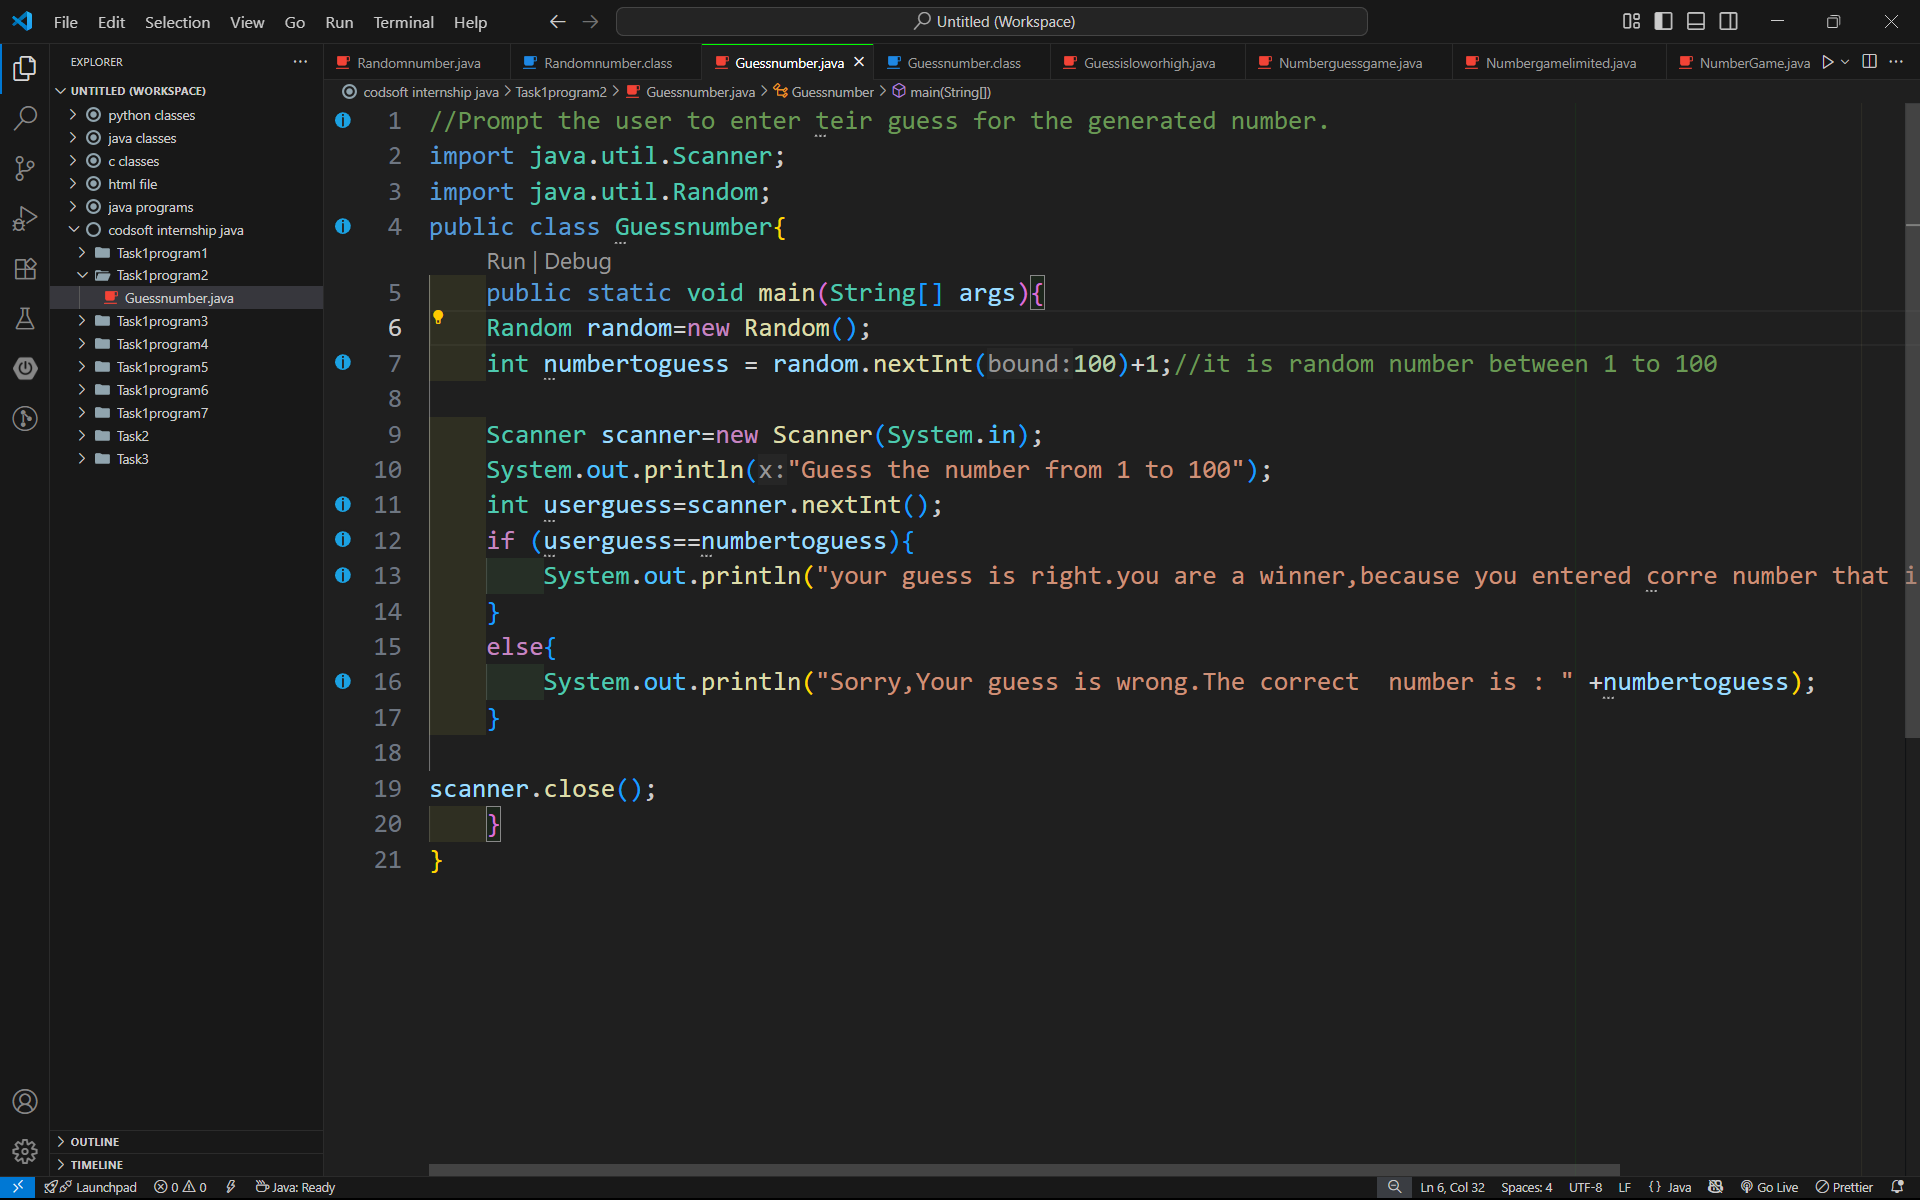 File Edit Selection View Go Run Terminal Help Untitled (Workspace)
EXPLORER
Randomnumber.java Randomnumber.class Guessnumber.java Guessnumber.class Guessisloworhigh.java Numberguessgame.java Numbergamelimited.java NumberGame.java
UNTITLED (WORKSPACE)
python classes
java classes
c classes
html file
java programs
codsoft internship java
Task1program1
Task1program2
Guessnumber.java
Task1program3
Task1program4
Task1program5
Task1program6
Task1program7
Task2
Task3
OUTLINE
TIMELINE
codsoft internship java > Task1program2 > Guessnumber.java > Guessnumber > main(String[])
1 //Prompt the user to enter teir guess for the generated number.
2 import java.util.Scanner;
3 import java.util.Random;
4 public class Guessnumber{
Run | Debug
5 public static void main(String[] args){
6 Random random=new Random();
7 int numbertoguess = random.nextInt(bound:100)+1;//it is random number between 1 to 100
8
9 Scanner scanner=new Scanner(System.in);
10 System.out.println(x:"Guess the number from 1 to 100");
11 int userguess=scanner.nextInt();
12 if (userguess==numbertoguess){
13 System.out.println("your guess is right.you are a winner,because you entered corre number that i
14 }
15 else{
16 System.out.println("Sorry,Your guess is wrong.The correct  number is : " +numbertoguess);
17 }
18
19 scanner.close();
20 }
21 }
Launchpad 0 0 Java: Ready Ln 6, Col 32 Spaces: 4 UTF-8 LF {} Java Go Live Prettier